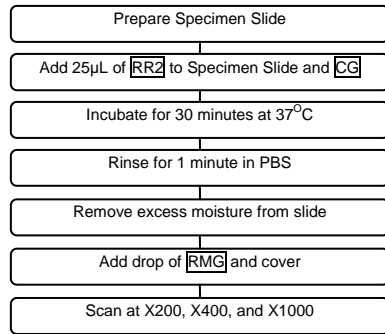 Prepare Specimen Slide
Add 25µL of RR2 to Specimen Slide and CG
Incubate for 30 minutes at 37°C
Rinse for 1 minute in PBS
Remove excess moisture from slide
Add drop of RMG and cover
Scan at X200, X400, and X1000